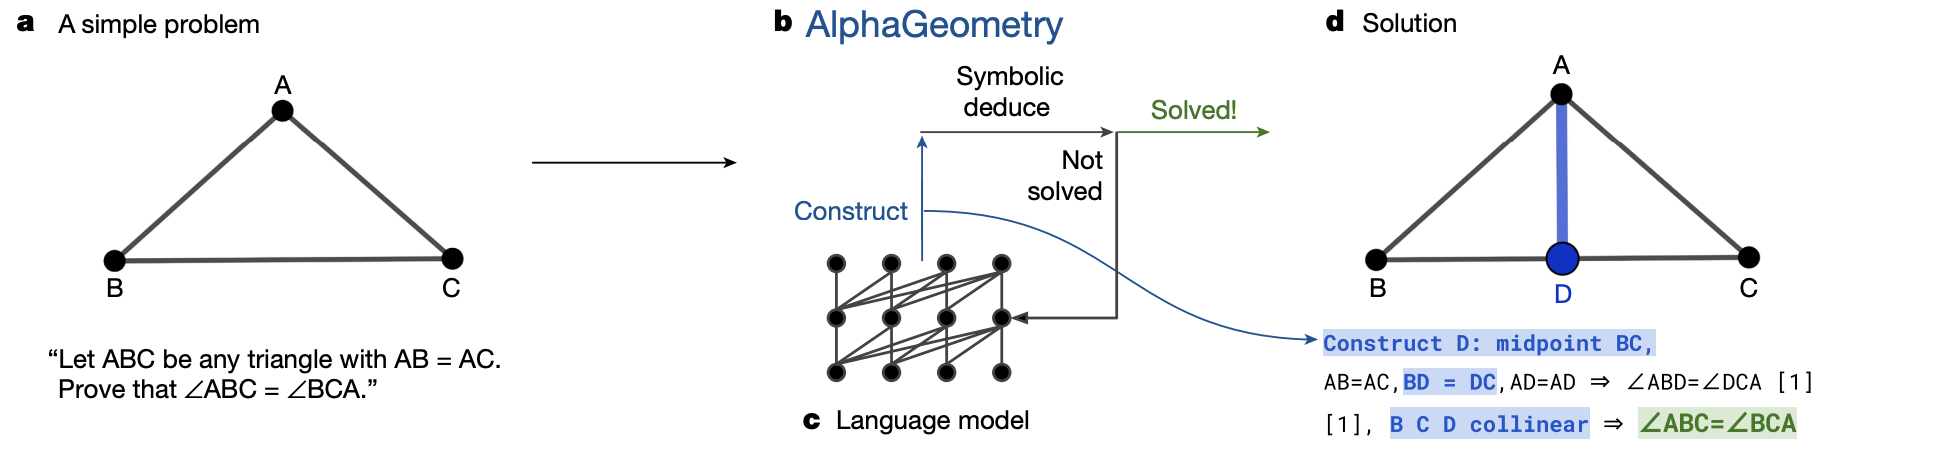 a A simple problem
A
B
C
“Let ABC be any triangle with AB = AC.
Prove that ∠ABC = ∠BCA.”
b AlphaGeometry
Symbolic
deduce
Solved!
Not
solved
Construct
c Language model
d Solution
A
B
D
C
Construct D: midpoint BC,
AB=AC, BD = DC, AD=AD ⇒ ∠ABD=∠DCA [1]
[1], B C D collinear ⇒ ∠ABC=∠BCA